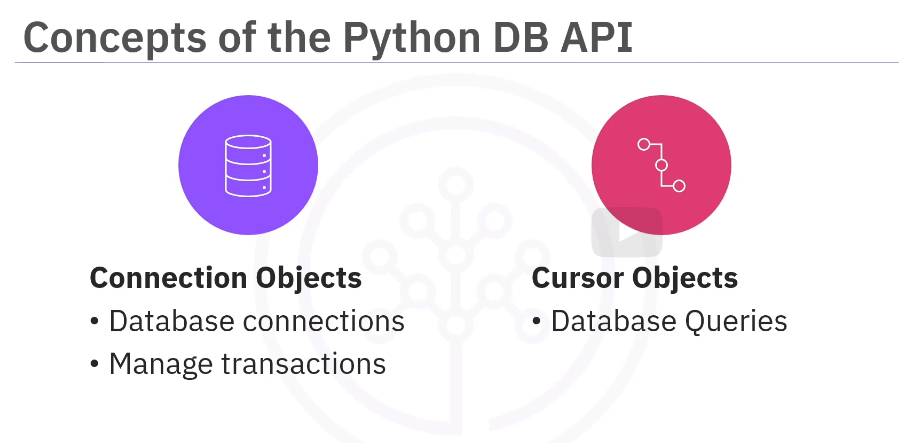 Concepts of the Python DB API
Connection Objects
• Database connections
• Manage transactions
Cursor Objects
• Database Queries